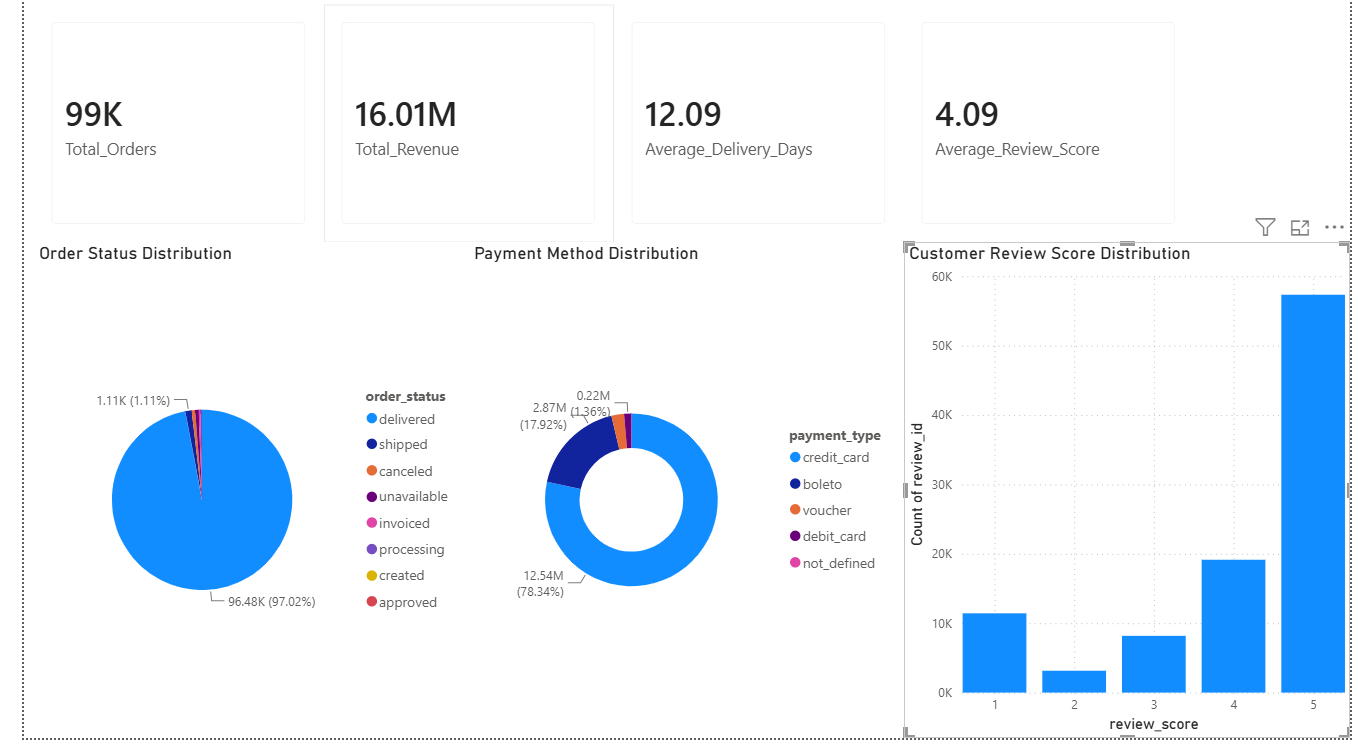 99K
Total_Orders
16.01M
Total_Revenue
12.09
Average_Delivery_Days
4.09
Average_Review_Score
Order Status Distribution
1.11K (1.11%)
96.48K (97.02%)
order_status
delivered
shipped
canceled
unavailable
invoiced
processing
created
approved
Payment Method Distribution
0.22M
(1.36%)
2.87M
(17.92%)
12.54M
(78.34%)
payment_type
credit_card
boleto
voucher
debit_card
not_defined
Customer Review Score Distribution
Count of review_id
60K
50K
40K
30K
20K
10K
0K
1 2 3 4 5
review_score